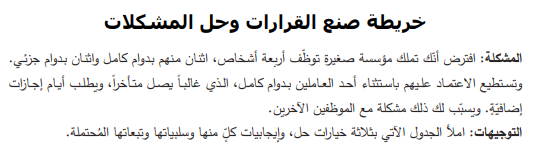 خريطة صنع القرارات وحل المشكلات
المشكلة: افترض أنّك تملك مؤسسة صغيرة توظّف أربعة أشخاص، اثنان منهم بدوام كامل واثنان بدوام جزئي.
وتستطيع الاعتماد عليهم باستثناء أحد العاملين بدوام كامل، الذي غالباً يصل متأخراً، ويطلب أيام إجازات
إضافيّة. ويسبّب لك ذلك مشكلة مع الموظفين الآخرين.
التوجيهات: املأ الجدول الآتي بثلاثة خيارات حل، وإيجابيات كلّ منها وسلبياتها وتبعاتها المُحتملة.